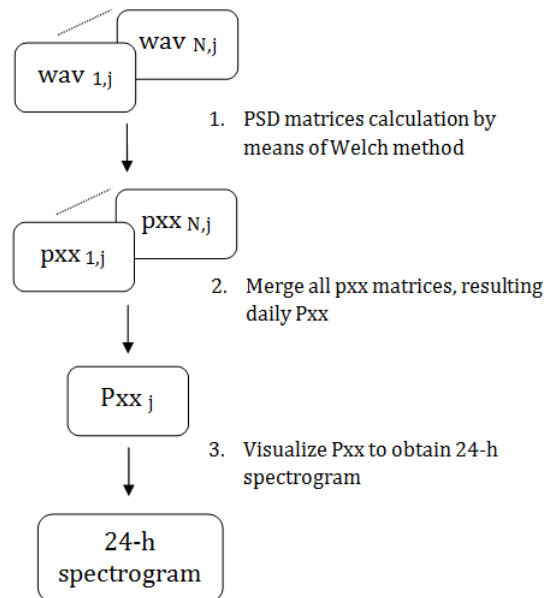 wav N,j
wav 1,j
1. PSD matrices calculation by
means of Welch method
pxx N,j
pxx 1,j
2. Merge all pxx matrices, resulting
daily Pxx
Pxx j
3. Visualize Pxx to obtain 24-h
spectrogram
24-h
spectrogram